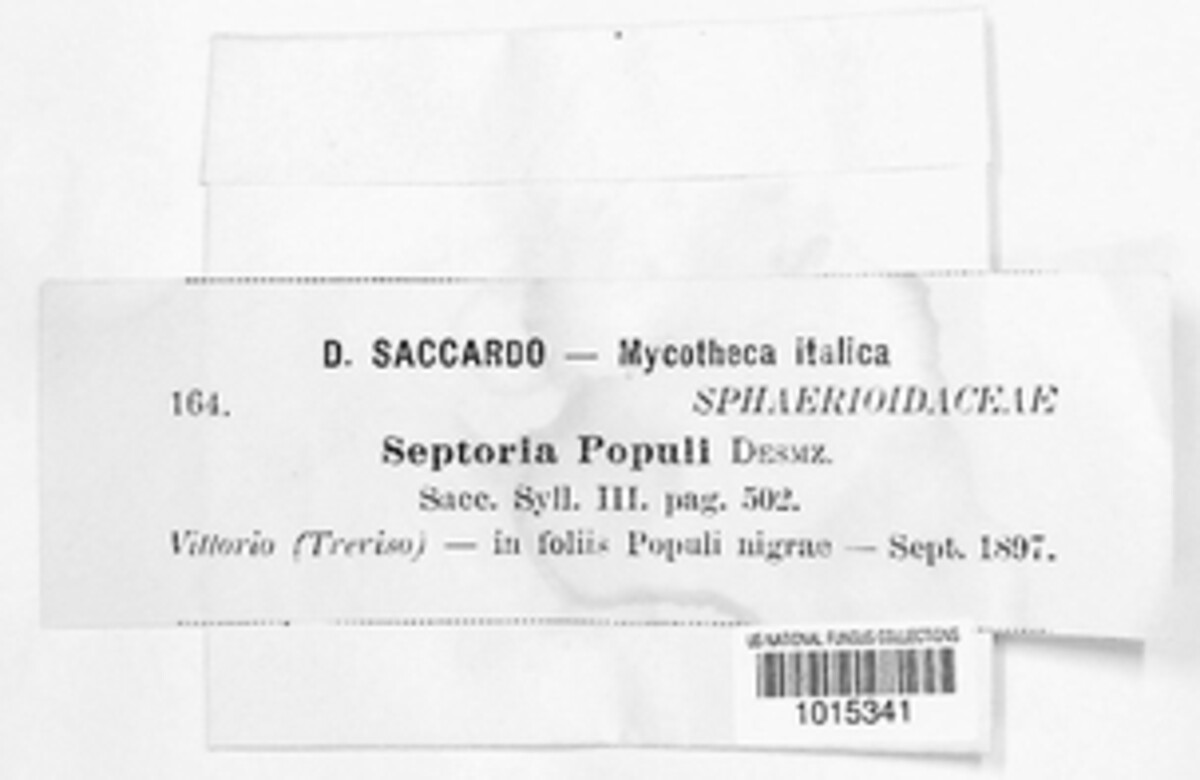 D. SACCARDO — Mycotheca italica
164. SPHAERIOIDACEAE
Septoria Populi DESMZ.
Sacc. Syll. III. pag. 502.
Vittorio (Treviso) — in foliis Populi nigrae — Sept. 1897.
US NATIONAL FUNGUS COLLECTIONS
1015341